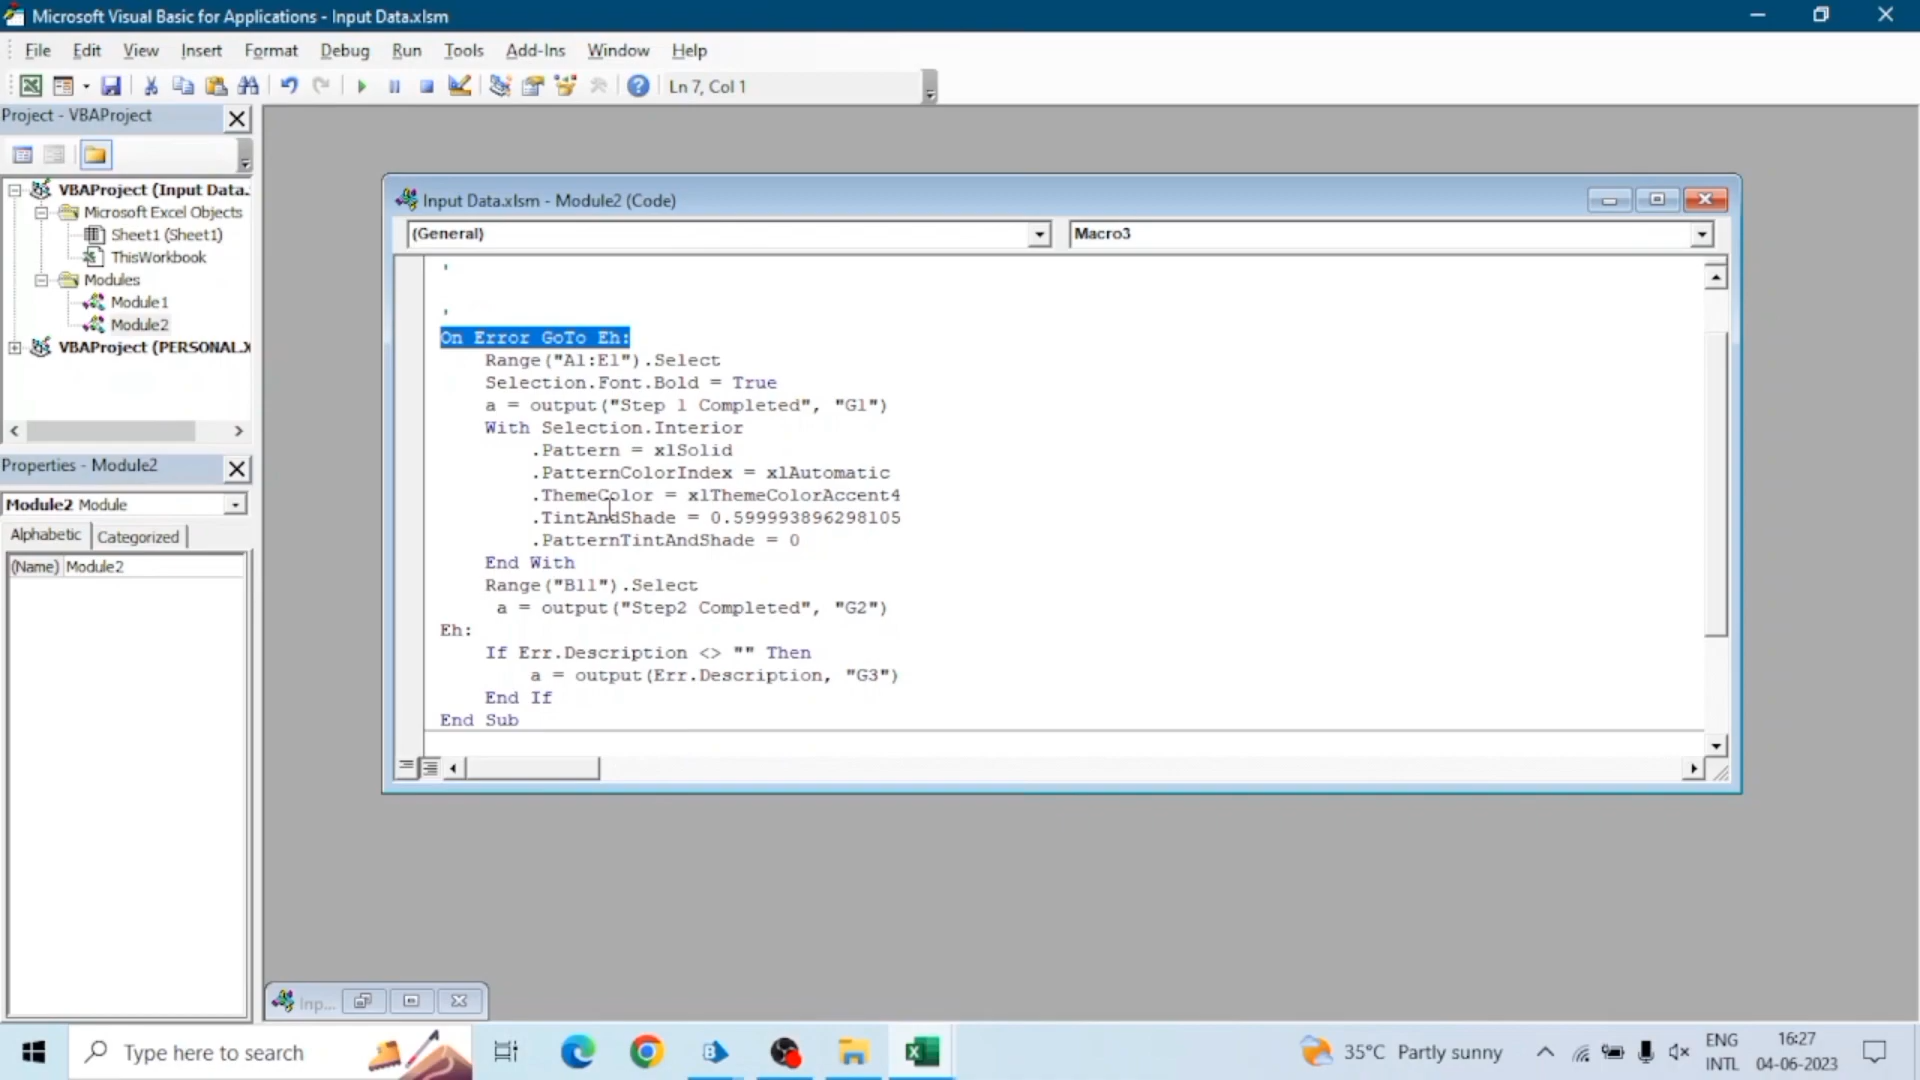 Microsoft Visual Basic for Applications - Input Data.xlsm
File Edit View Insert Format Debug Run Tools Add-Ins Window Help
Ln 7, Col 1
Project - VBAProject
VBAProject (Input Data.
Microsoft Excel Objects
Sheet1 (Sheet1)
ThisWorkbook
Modules
Module1
Module2
VBAProject (PERSONAL.X
Properties - Module2
Module2 Module
Alphabetic Categorized
(Name) Module2
Input Data.xlsm - Module2 (Code)
(General) Macro3
'
'
On Error GoTo Eh:
Range("A1:E1").Select
Selection.Font.Bold = True
a = output("Step 1 Completed", "G1")
With Selection.Interior
.Pattern = xlSolid
.PatternColorIndex = xlAutomatic
.ThemeColor = xlThemeColorAccent4
.TintAndShade = 0.599993896298105
.PatternTintAndShade = 0
End With
Range("B11").Select
a = output("Step2 Completed", "G2")
Eh:
If Err.Description <> "" Then
a = output(Err.Description, "G3")
End If
End Sub
Inp...
Type here to search
35°C Partly sunny
ENG
INTL
16:27
04-06-2023